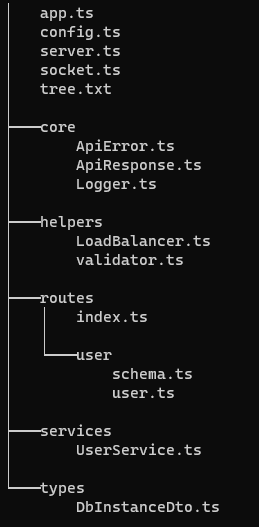 app.ts
config.ts
server.ts
socket.ts
tree.txt
core
ApiError.ts
ApiResponse.ts
Logger.ts
helpers
LoadBalancer.ts
validator.ts
routes
index.ts
user
schema.ts
user.ts
services
UserService.ts
types
DbInstanceDto.ts